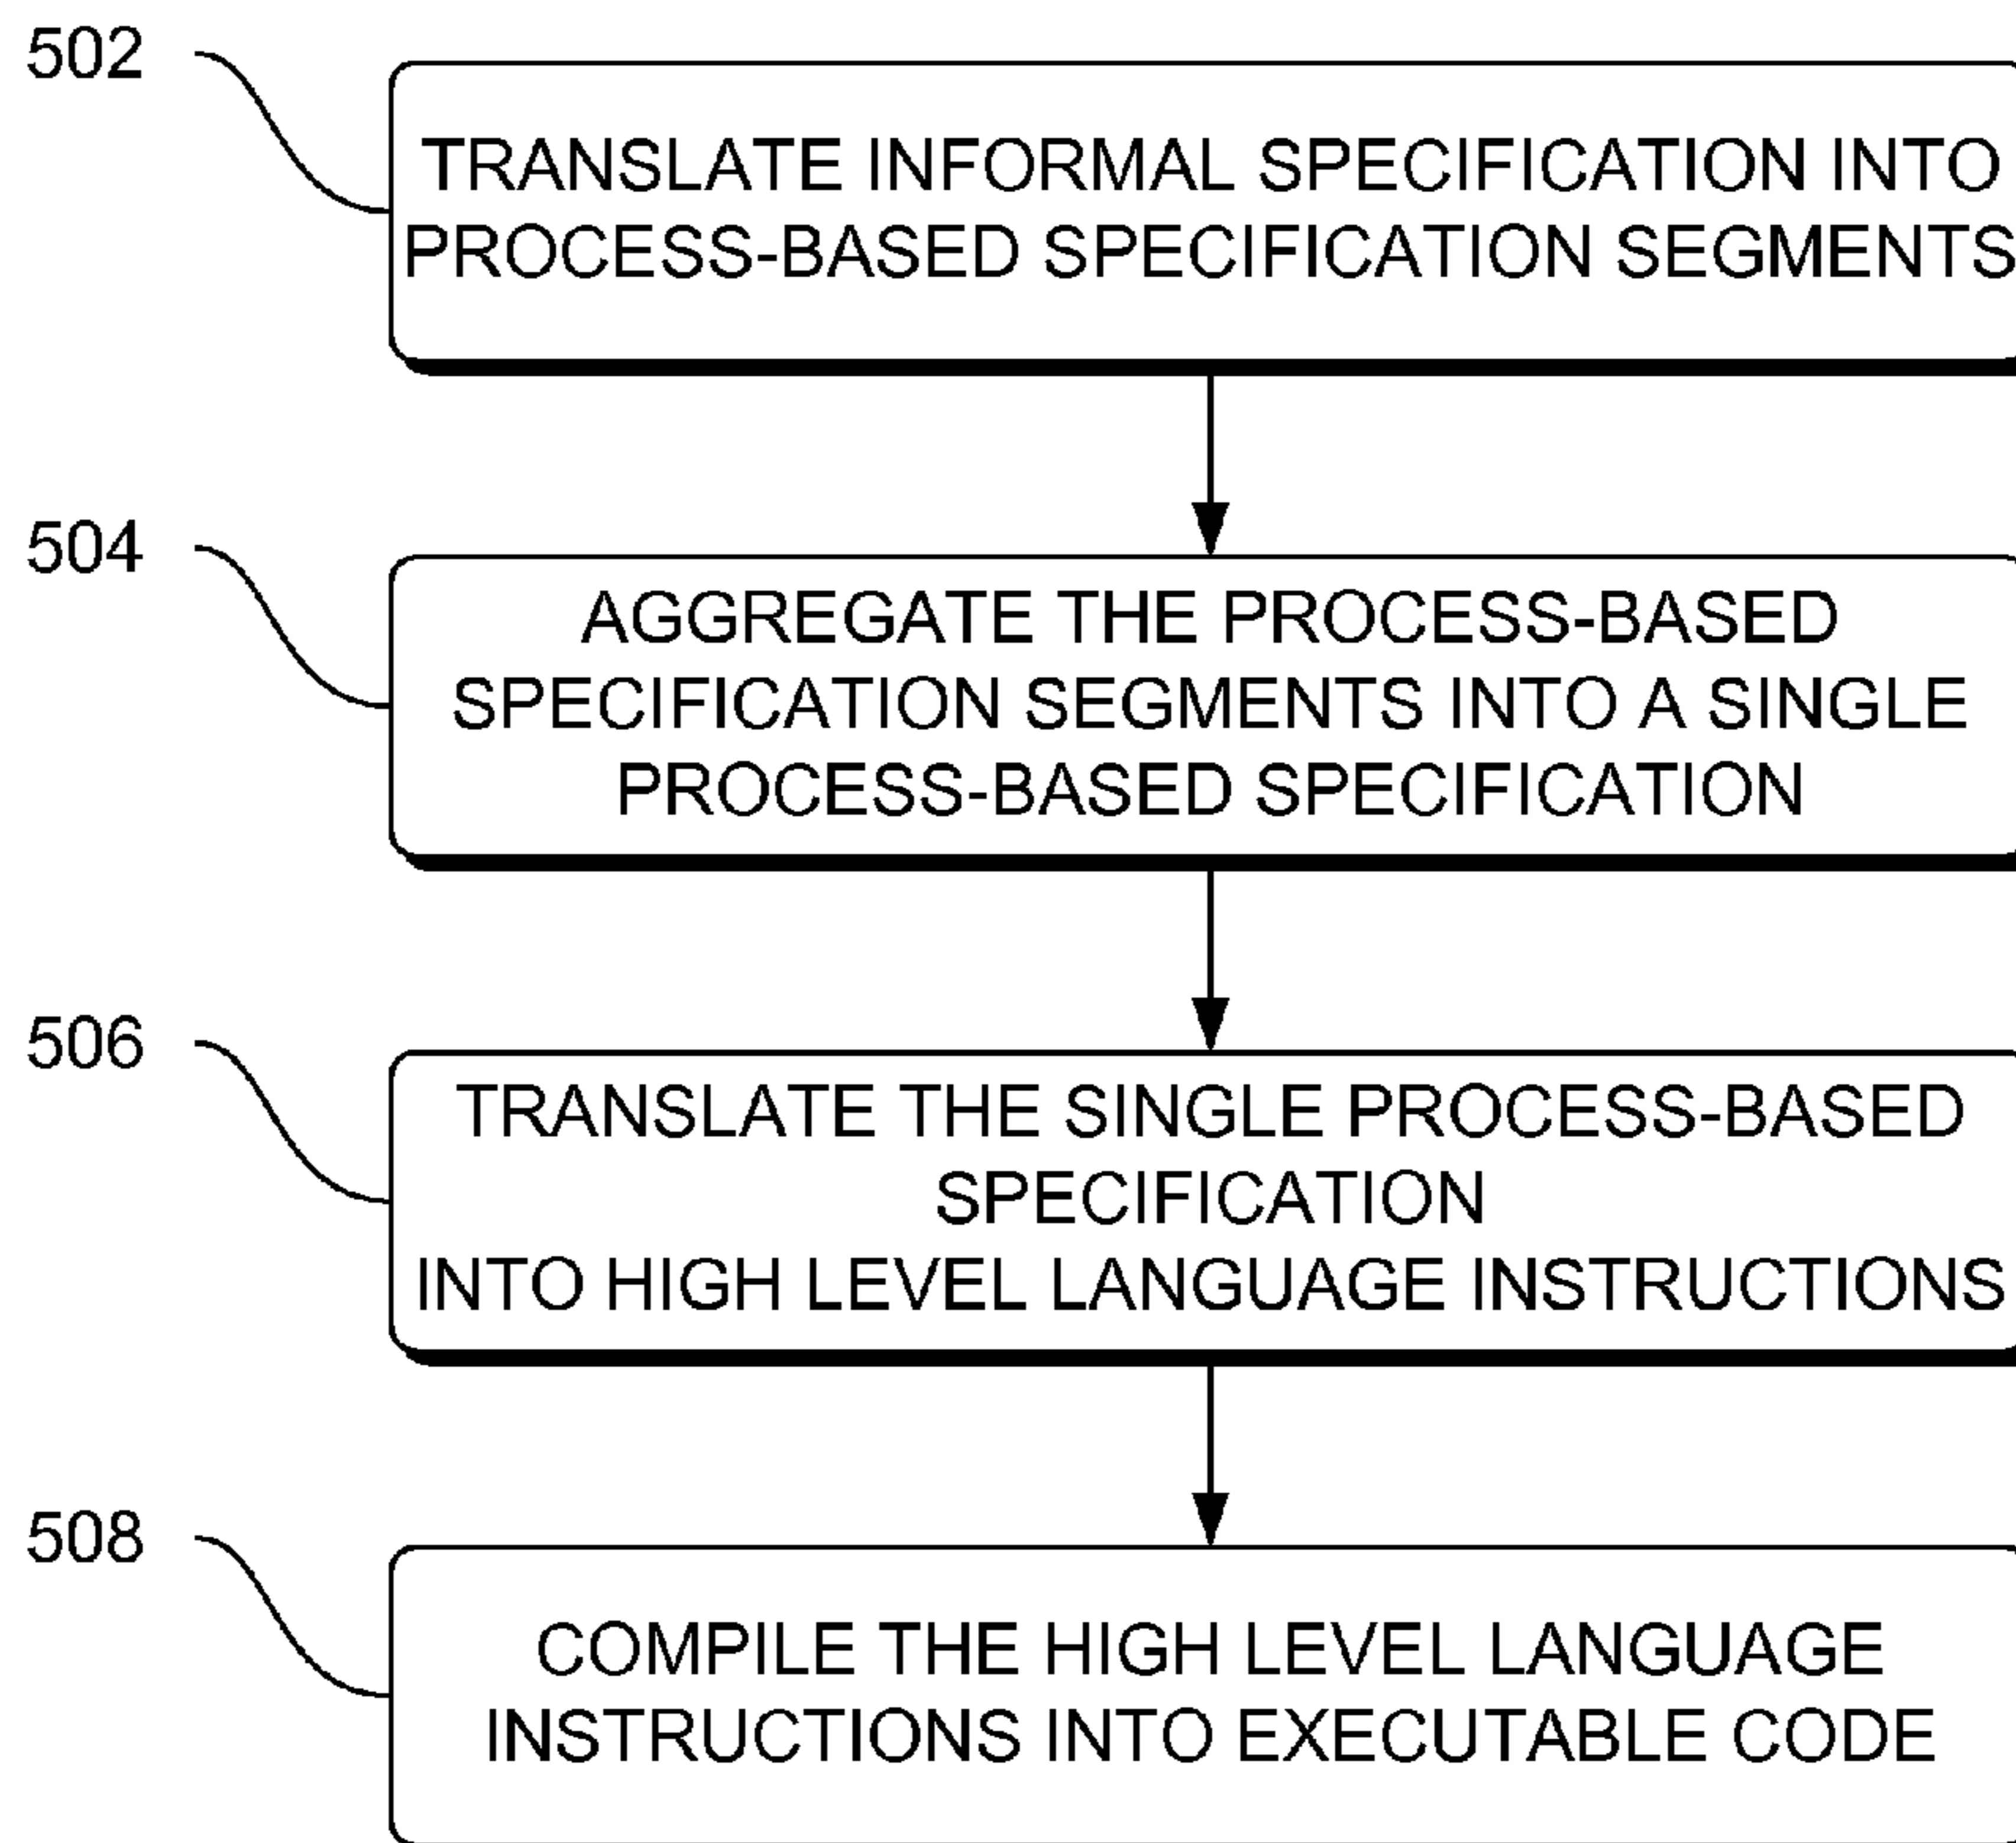 502
TRANSLATE INFORMAL SPECIFICATION INTO
PROCESS-BASED SPECIFICATION SEGMENTS
504
AGGREGATE THE PROCESS-BASED
SPECIFICATION SEGMENTS INTO A SINGLE
PROCESS-BASED SPECIFICATION
506
TRANSLATE THE SINGLE PROCESS-BASED
SPECIFICATION
INTO HIGH LEVEL LANGUAGE INSTRUCTIONS
508
COMPILE THE HIGH LEVEL LANGUAGE
INSTRUCTIONS INTO EXECUTABLE CODE